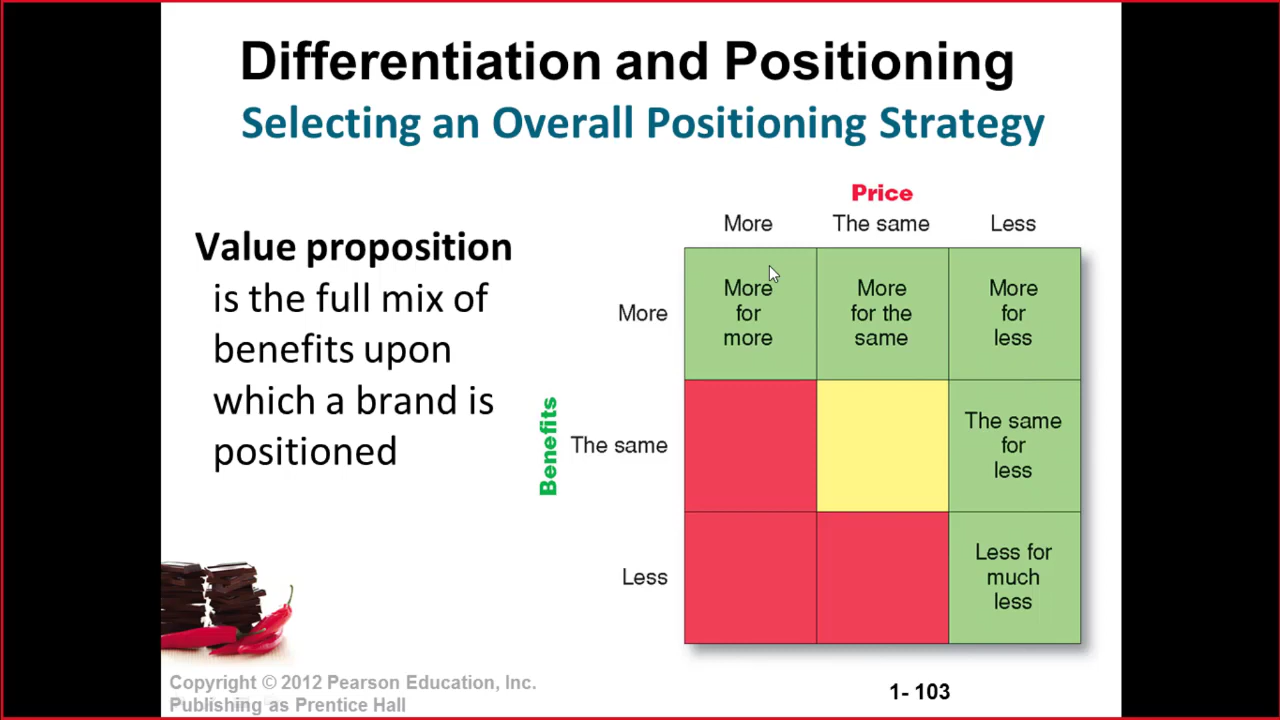 Differentiation and Positioning
Selecting an Overall Positioning Strategy
Value proposition
is the full mix of
benefits upon
which a brand is
positioned
Price
More
The same
Less
Benefits
More
More
for
more
More
for the
same
More
for
less
The same
The same
for
less
Less
Less for
much
less
Copyright © 2012 Pearson Education, Inc.
Publishing as Prentice Hall
1- 103